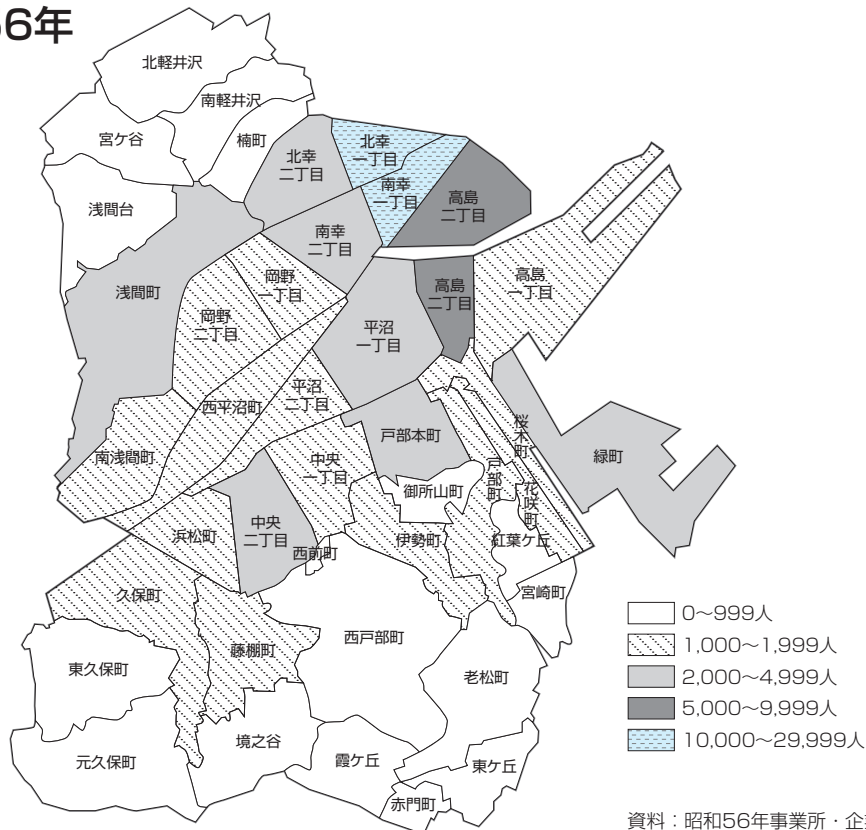 56年
北軽井沢
南軽井沢
宮ケ谷
楠町
北幸
二丁目
北幸
一丁目
南幸
一丁目
高島
二丁目
浅間台
南幸
二丁目
浅間町
岡野
一丁目
岡野
二丁目
高島
二丁目
高島
一丁目
平沼
一丁目
平沼
二丁目
西平沼町
桜木町
戸部本町
緑町
南浅間町
中央
一丁目
御所山町
戸部町
花咲町
浜松町
中央
二丁目
西前町
伊勢町
紅葉ケ丘
宮崎町
久保町
藤棚町
西戸部町
東久保町
老松町
元久保町
境之谷
霞ケ丘
東ケ丘
赤門町
0〜999人
1,000〜1,999人
2,000〜4,999人
5,000〜9,999人
10,000〜29,999人
資料：昭和56年事業所・企